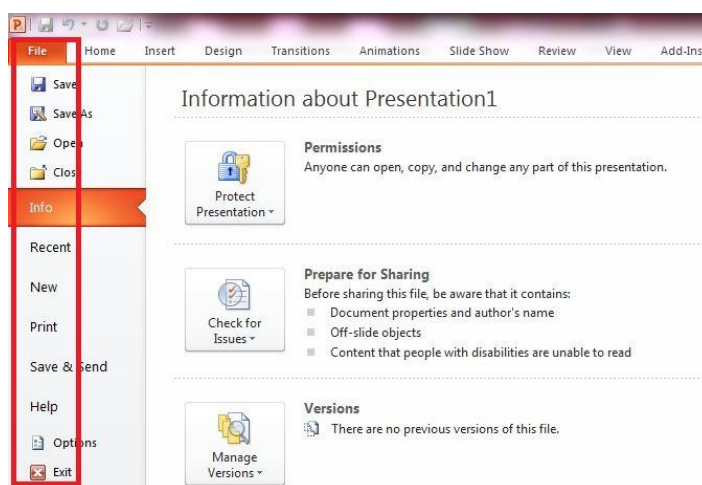 P
File Home Insert Design Transitions Animations Slide Show Review View Add-Ins
Save
Save As
Open
Clos
Info
Recent
New
Print
Save & Send
Help
Options
Exit
Information about Presentation1
Protect
Presentation
Permissions
Anyone can open, copy, and change any part of this presentation.
Check for
Issues
Prepare for Sharing
Before sharing this file, be aware that it contains:
Document properties and author's name
Off-slide objects
Content that people with disabilities are unable to read
Manage
Versions
Versions
There are no previous versions of this file.